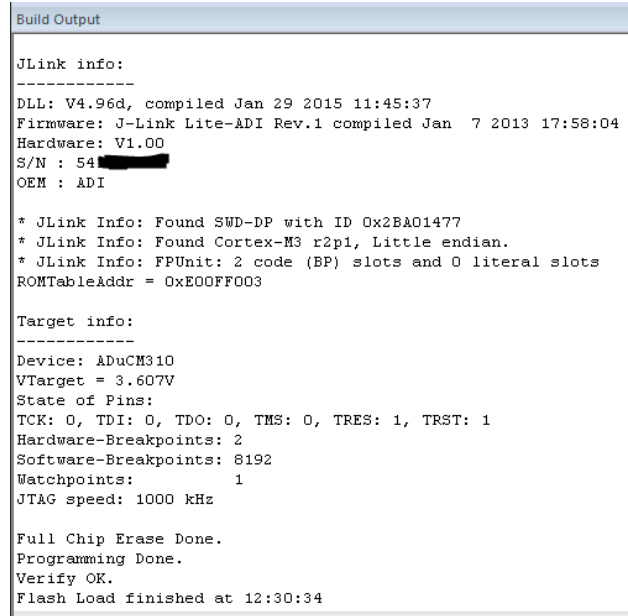 Build Output
JLink info:
------------
DLL: V4.96d, compiled Jan 29 2015 11:45:37
Firmware: J-Link Lite-ADI Rev.1 compiled Jan  7 2013 17:58:04
Hardware: V1.00
S/N : 54
OEM : ADI
* JLink Info: Found SWD-DP with ID 0x2BA01477
* JLink Info: Found Cortex-M3 r2p1, Little endian.
* JLink Info: FPUnit: 2 code (BP) slots and 0 literal slots
ROMTableAddr = 0xE00FF003
Target info:
------------
Device: ADuCM310
VTarget = 3.607V
State of Pins:
TCK: 0, TDI: 0, TDO: 0, TMS: 0, TRES: 1, TRST: 1
Hardware-Breakpoints: 2
Software-Breakpoints: 8192
Watchpoints:          1
JTAG speed: 1000 kHz
Full Chip Erase Done.
Programming Done.
Verify OK.
Flash Load finished at 12:30:34